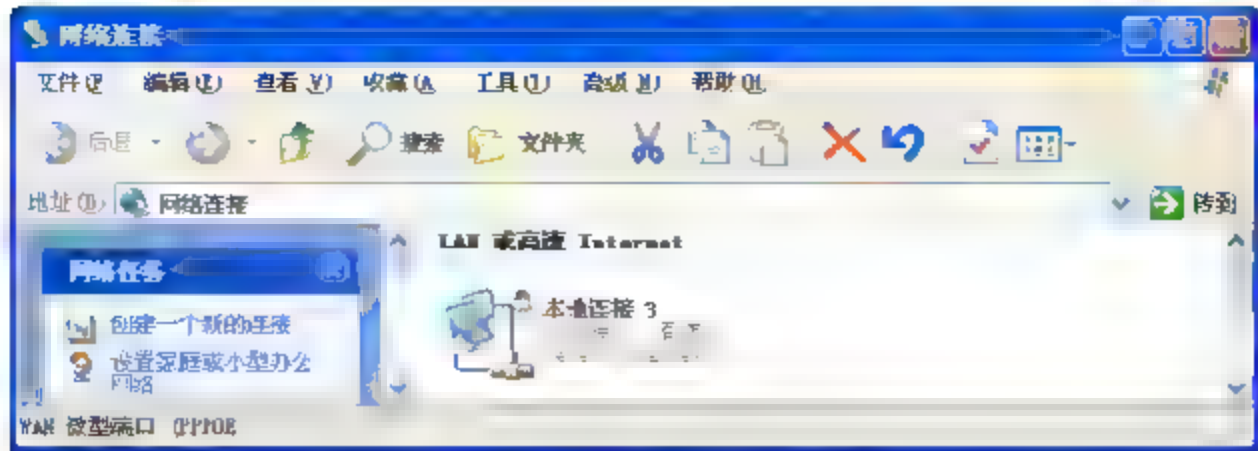 网络连接
文件(F) 编辑(E) 查看(V) 收藏(A) 工具(T) 高级(N) 帮助(H)
后退 搜索 文件夹
地址(D) 网络连接 转到
网络任务
创建一个新的连接
设置家庭或小型办公
网络
LAN 或高速 Internet
本地连接 3
WAN 微型端口 (PPPOE